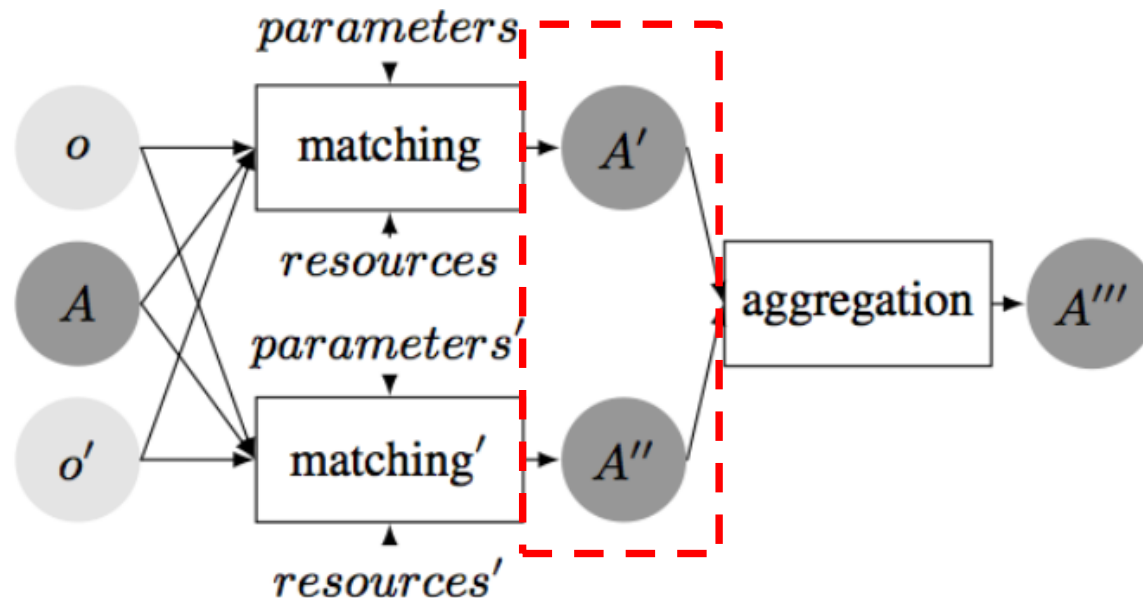 parameters
o
matching
A′
resources
A
aggregation
A‴
parameters′
o′
matching′
A″
resources′